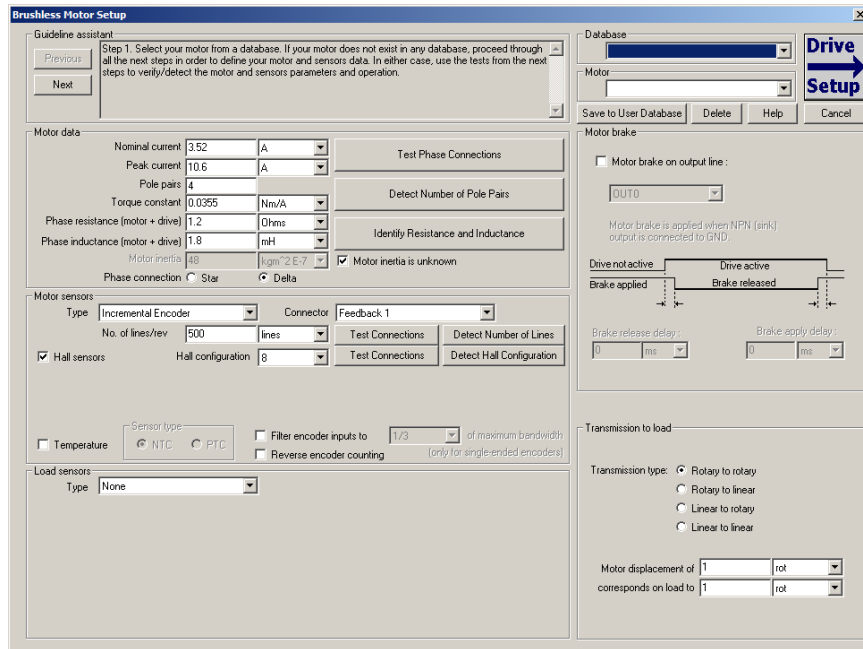 Brushless Motor Setup
Guideline assistant
Previous
Next
Step 1. Select your motor from a database. If your motor does not exist in any database, proceed through
all the next steps in order to define your motor and sensors data. In either case, use the tests from the next
steps to verify/detect the motor and sensors parameters and operation.
Database
Motor
Drive
Setup
Save to User Database
Delete
Help
Cancel
Motor data
Nominal current 3.52 A
Peak current 10.6 A
Pole pairs 4
Torque constant 0.0355 Nm/A
Phase resistance (motor + drive) 1.2 Ohms
Phase inductance (motor + drive) 1.8 mH
Motor inertia 48 kgm^2 E-7
Motor inertia is unknown
Phase connection Star Delta
Test Phase Connections
Detect Number of Pole Pairs
Identify Resistance and Inductance
Motor brake
Motor brake on output line :
OUT0
Motor brake is applied when NPN (sink)
output is connected to GND.
Drive not active Drive active
Brake applied Brake released
Brake release delay : Brake apply delay :
0 ms 0 ms
Motor sensors
Type Incremental Encoder Connector Feedback 1
No. of lines/rev 500 lines Test Connections Detect Number of Lines
Hall sensors Hall configuration 8 Test Connections Detect Hall Configuration
Temperature
Sensor type
NTC PTC
Filter encoder inputs to 1/3 of maximum bandwidth
Reverse encoder counting (only for single-ended encoders)
Load sensors
Type None
Transmission to load
Transmission type: Rotary to rotary
Rotary to linear
Linear to rotary
Linear to linear
Motor displacement of 1 rot
corresponds on load to 1 rot